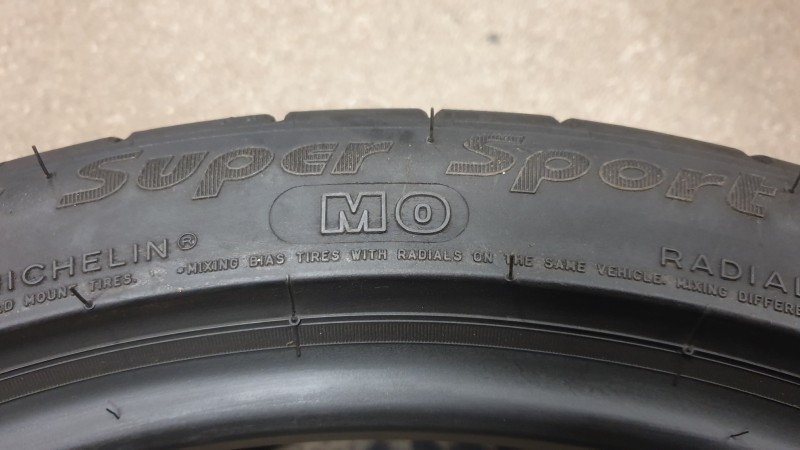 Super Sport
MO
MICHELIN® •MIXING BIAS TIRES WITH RADIALS ON THE SAME VEHICLE. MIXING RADIAL
MOUNT TIRES.